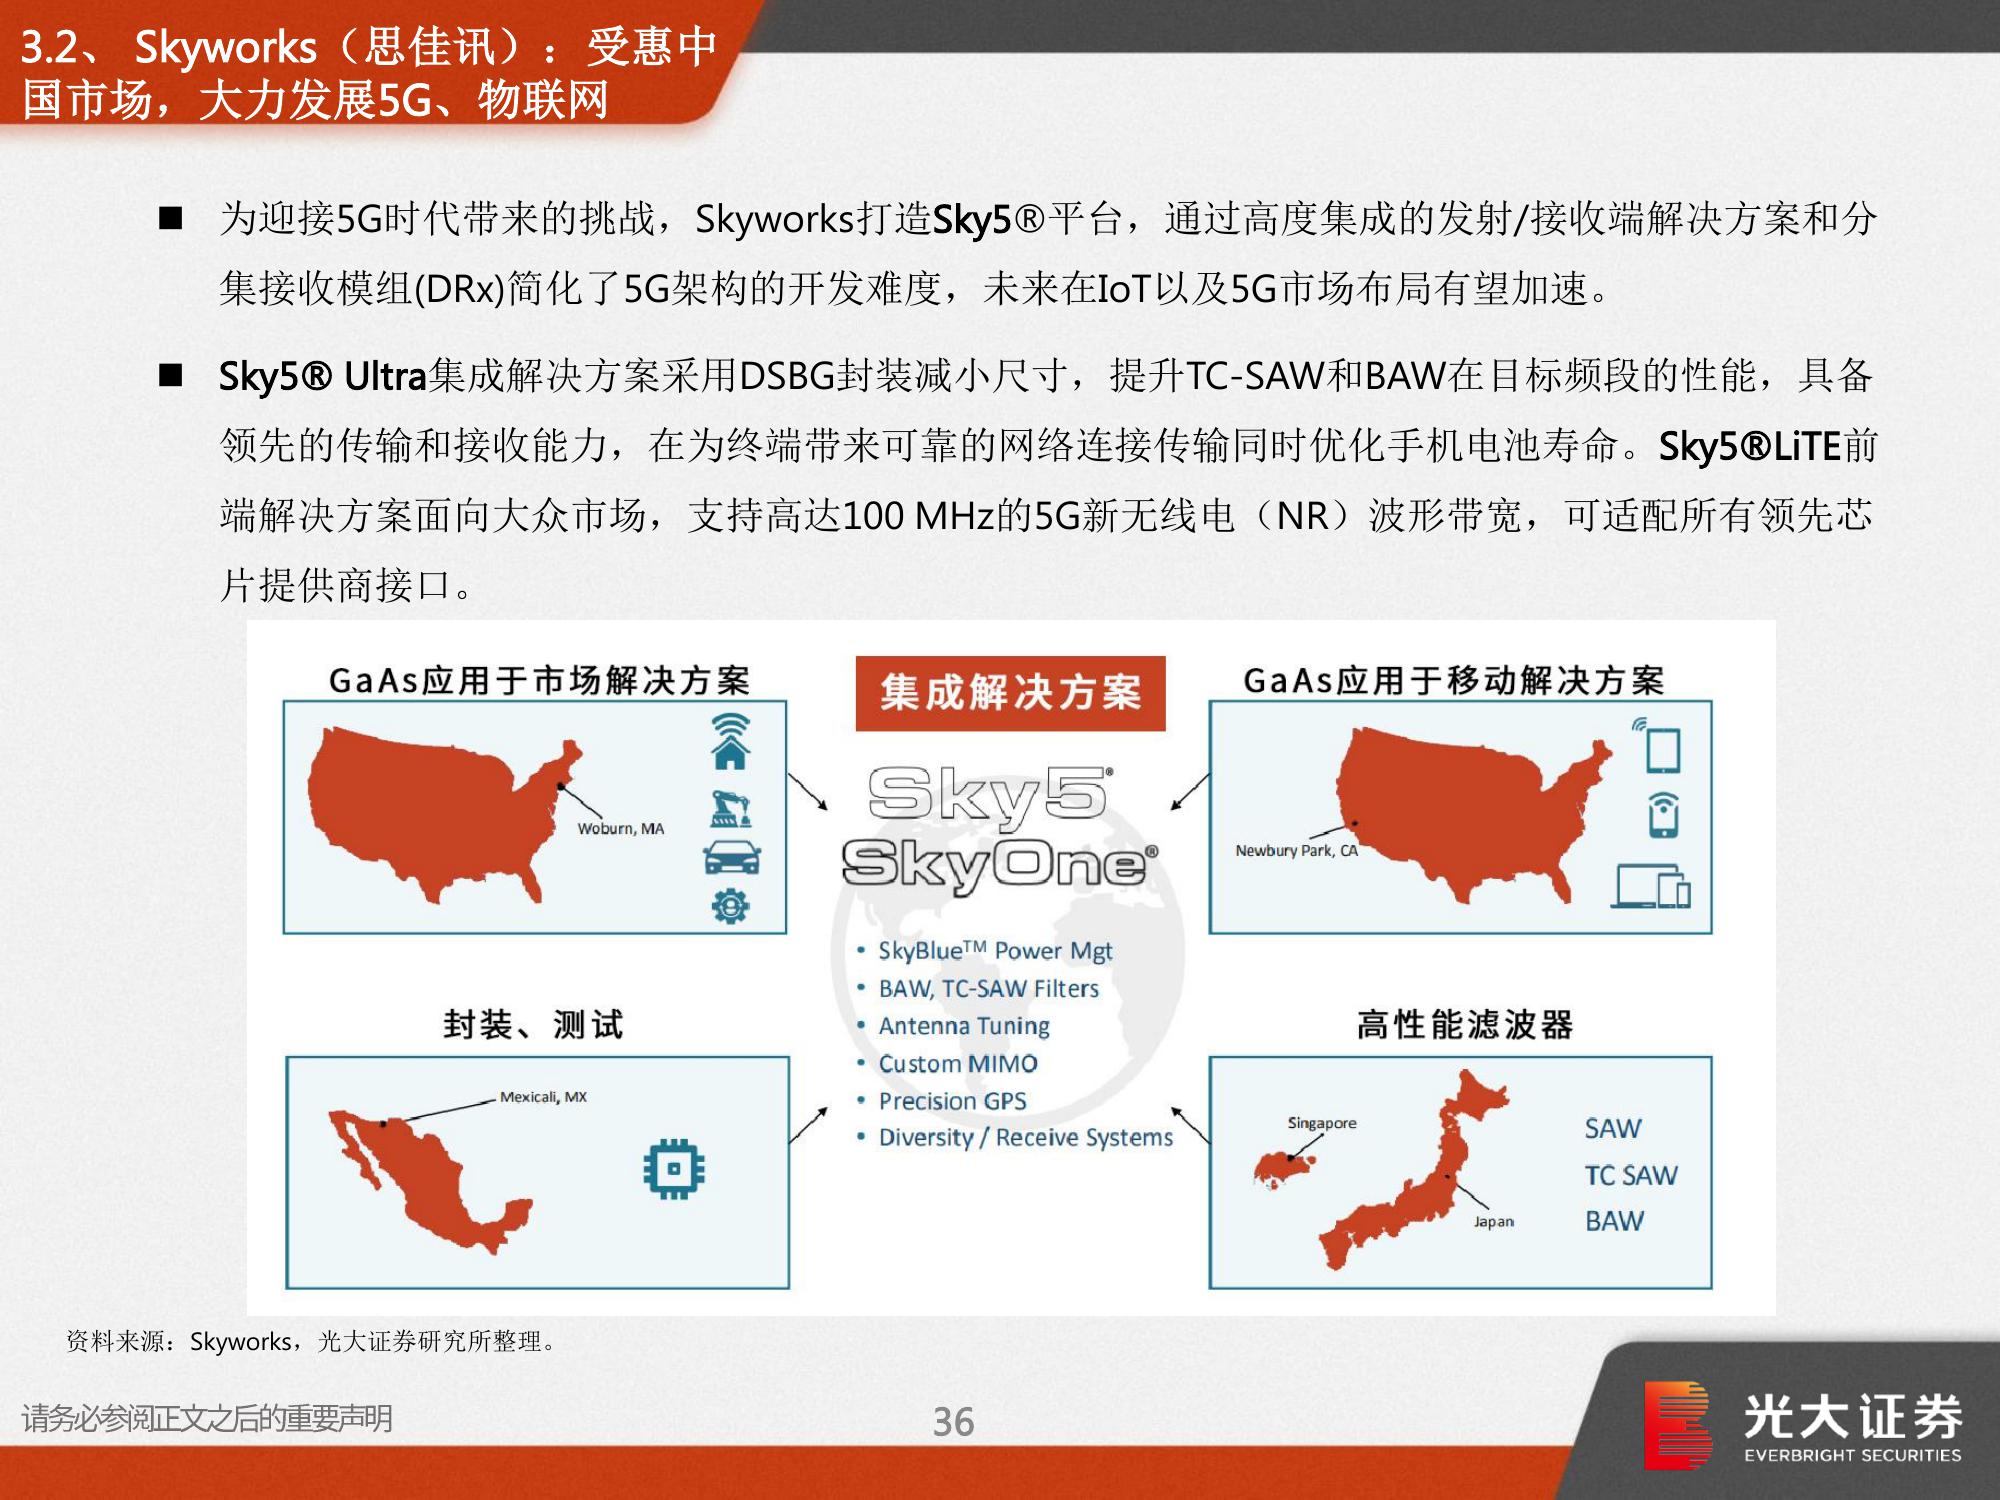 3.2、 Skyworks（思佳讯）：受惠中
国市场，大力发展5G、物联网
■ 为迎接5G时代带来的挑战，Skyworks打造Sky5®平台，通过高度集成的发射/接收端解决方案和分
集接收模组(DRx)简化了5G架构的开发难度，未来在IoT以及5G市场布局有望加速。
■ Sky5® Ultra集成解决方案采用DSBG封装减小尺寸，提升TC-SAW和BAW在目标频段的性能，具备
领先的传输和接收能力，在为终端带来可靠的网络连接传输同时优化手机电池寿命。Sky5®LiTE前
端解决方案面向大众市场，支持高达100 MHz的5G新无线电（NR）波形带宽，可适配所有领先芯
片提供商接口。
GaAs应用于市场解决方案
Woburn, MA
集成解决方案
Sky5®
SkyOne®
• SkyBlue™ Power Mgt
• BAW, TC-SAW Filters
• Antenna Tuning
• Custom MIMO
• Precision GPS
• Diversity / Receive Systems
GaAs应用于移动解决方案
Newbury Park, CA
封装、测试
Mexicali, MX
高性能滤波器
Singapore
Japan
SAW
TC SAW
BAW
资料来源：Skyworks，光大证券研究所整理。
请务必参阅正文之后的重要声明
36
光大证券
EVERBRIGHT SECURITIES